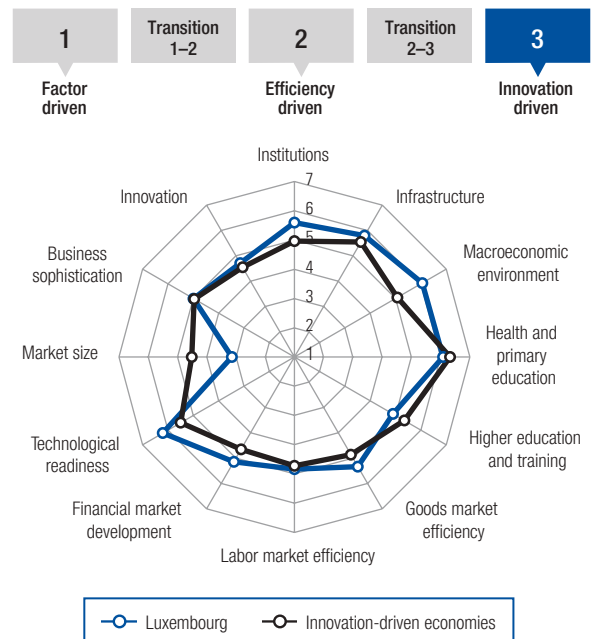 1
Transition
1–2
2
Transition
2–3
3
Factor
driven
Efficiency
driven
Innovation
driven
Institutions
7
Innovation
6
Infrastructure
5
Business
sophistication
4
Macroeconomic
environment
3
2
Market size
1
Health and
primary
education
Technological
readiness
Higher education
and training
Financial market
development
Goods market
efficiency
Labor market efficiency
Luxembourg
Innovation-driven economies